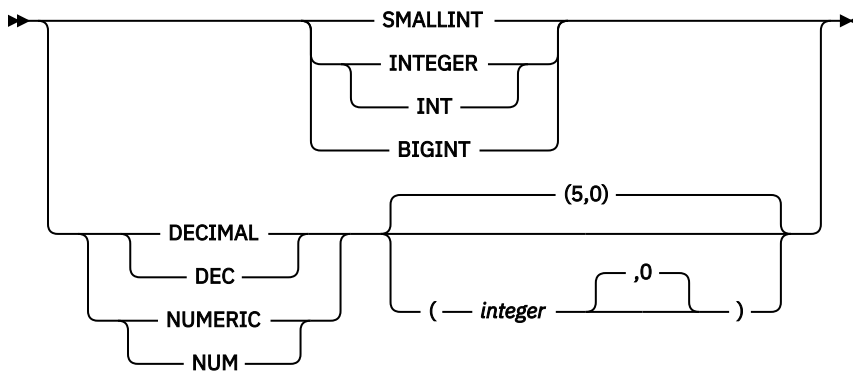 SMALLINT
INTEGER
INT
BIGINT
(5,0)
DECIMAL
DEC
,0
( integer )
NUMERIC
NUM